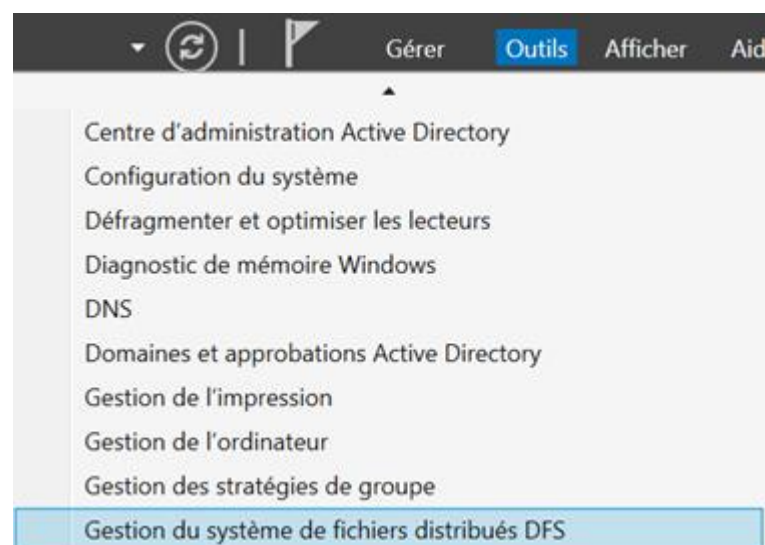 Gérer Outils Afficher Aid
Centre d'administration Active Directory
Configuration du système
Défragmenter et optimiser les lecteurs
Diagnostic de mémoire Windows
DNS
Domaines et approbations Active Directory
Gestion de l'impression
Gestion de l'ordinateur
Gestion des stratégies de groupe
Gestion du système de fichiers distribués DFS